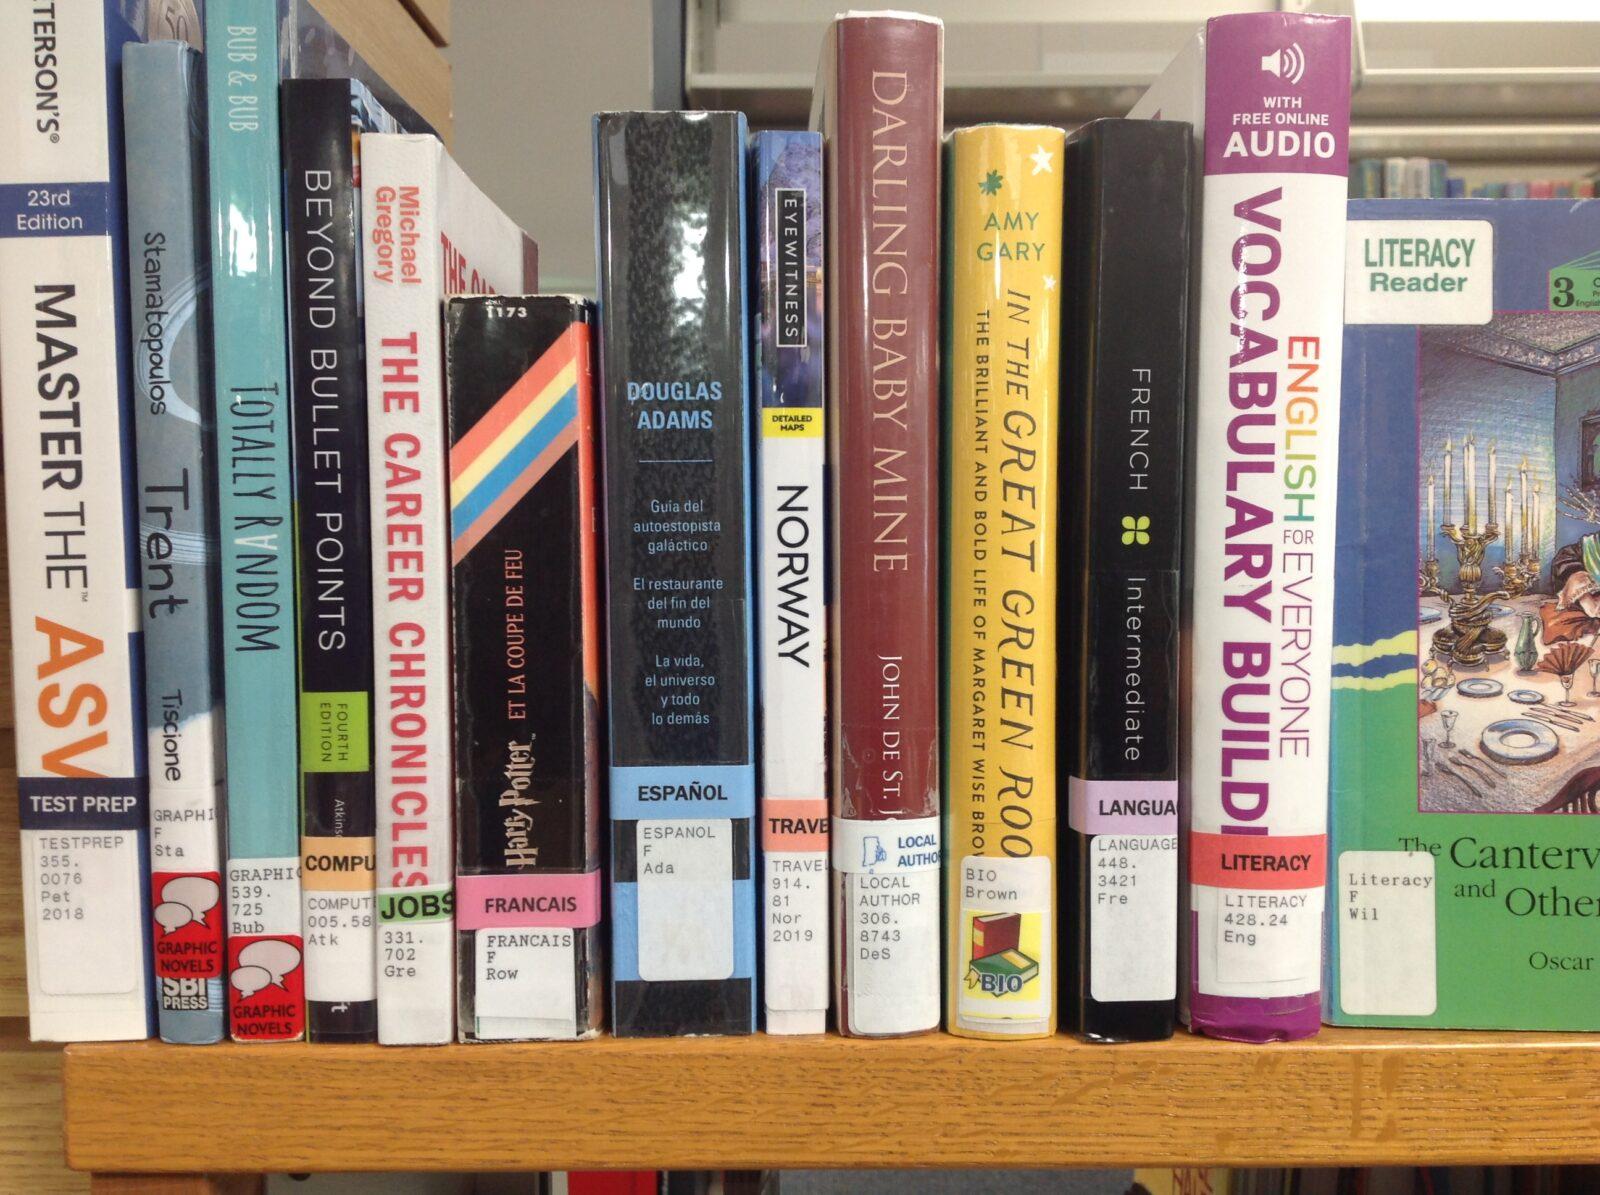 TERSON'S®
23rd
Edition
MASTER THE™
ASV
TEST PREP
TESTPREP
355.
0076
Pet
2018
Stamatopoulos
Trent
Tiscione
GRAPHI
F
Sta
GRAPHIC
NOVELS
SBI
PRESS
BUB & BUB
TOTALLY RANDOM
GRAPHIC
539.
725
Bub
GRAPHIC
NOVELS
BEYOND BULLET POINTS
FOURTH
EDITION
Atkins
COMPU
COMPUT
005.58
Atk
Michael
Gregory
THE CAREER CHRONICLES
JOBS
331.
702
Gre
THE CAR
1173
Harry Potter™ ET LA COUPE DE FEU
FRANCAIS
FRANCAIS
F
Row
DOUGLAS
ADAMS
Guía del
autoestopista
galáctico
El restaurante
del fin del
mundo
La vida,
el universo
y todo
lo demás
ESPAÑOL
ESPANOL
F
Ada
EYEWITNESS
DETAILED
MAPS
NORWAY
TRAVE
TRAVEL
914.
81
Nor
2019
DARLING BABY MINE
JOHN DE ST. J
LOCAL
AUTHO
LOCAL
AUTHOR
306.
8743
DeS
AMY
GARY
IN THE GREAT GREEN ROO
THE BRILLIANT AND BOLD LIFE OF MARGARET WISE BROW
BIO
Brown
BIO
FRENCH
Intermediate
LANGUA
LANGUAGE
448.
3421
Fre
WITH
FREE ONLINE
AUDIO
ENGLISH FOR EVERYONE
VOCABULARY BUILD
LITERACY
LITERACY
428.24
Eng
LITERACY
Reader
3
The Canterv
and Other
Oscar
Literacy
F
Wil